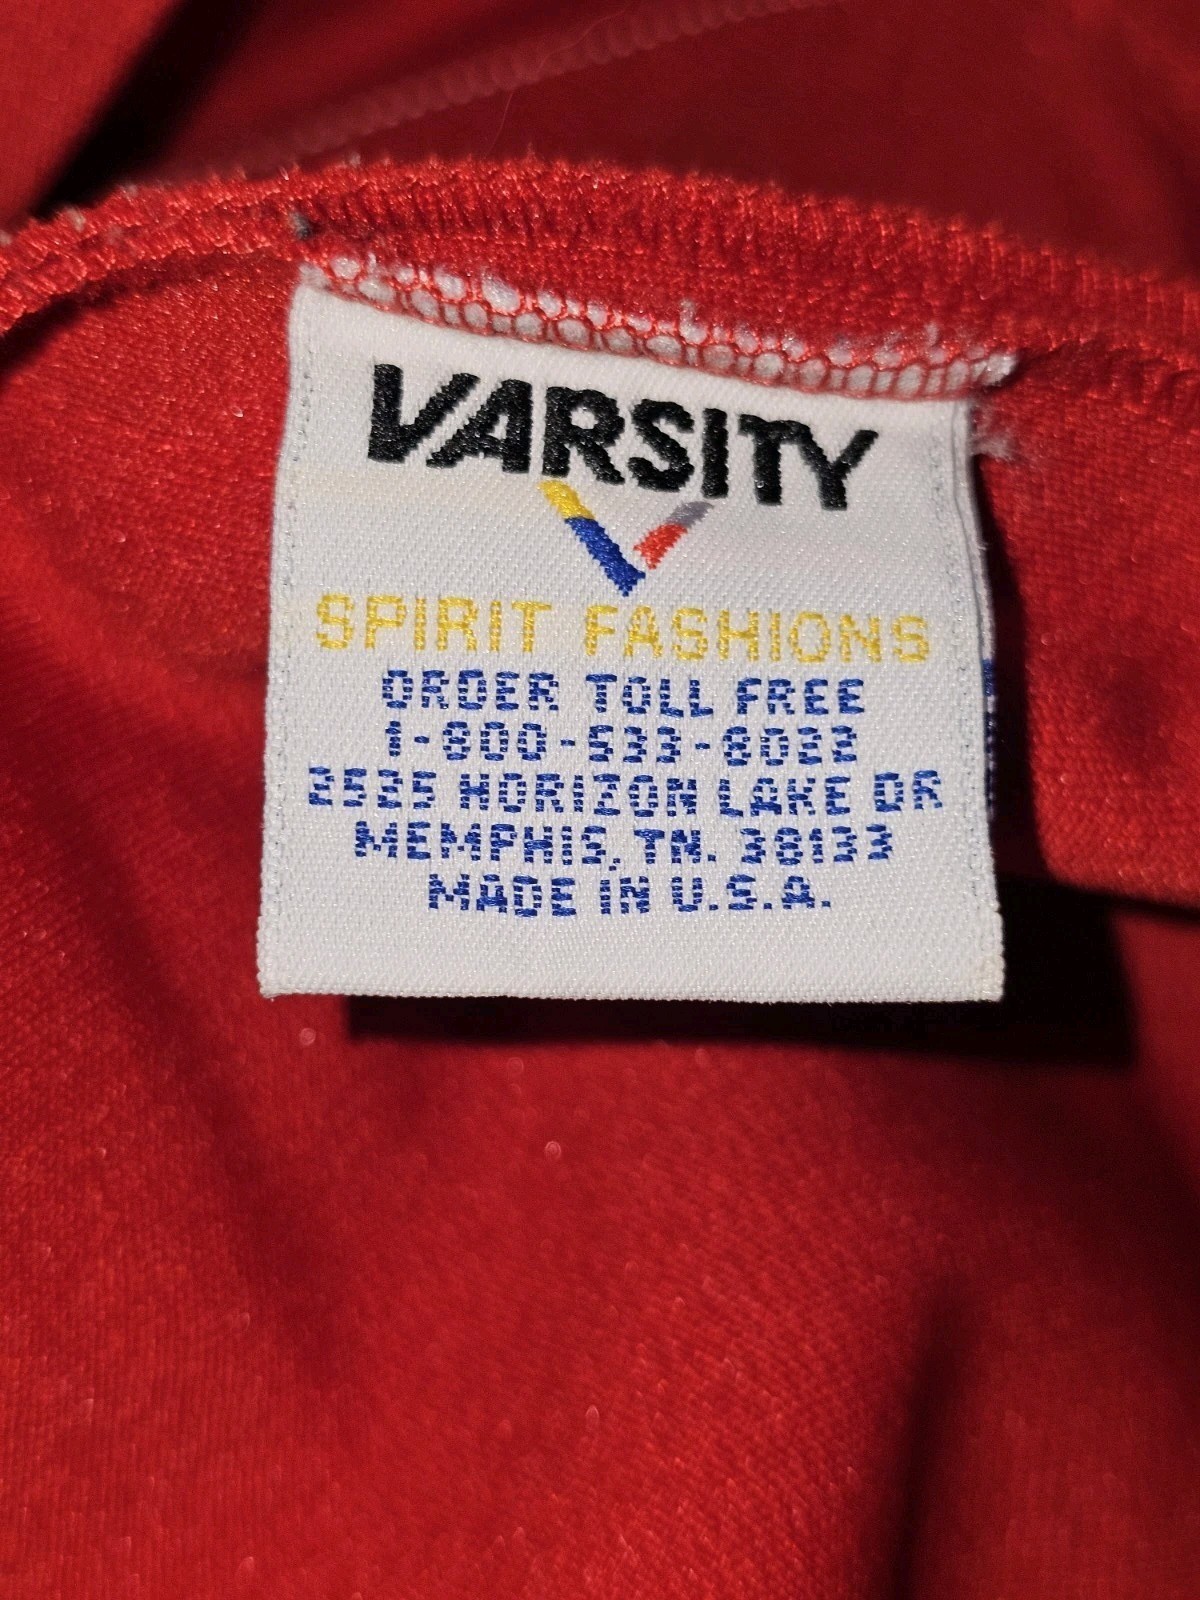 VARSITY
SPIRIT FASHIONS
ORDER TOLL FREE
1-800-533-8022
2525 HORIZON LAKE DR
MEMPHIS, TN. 38133
MADE IN U.S.A.